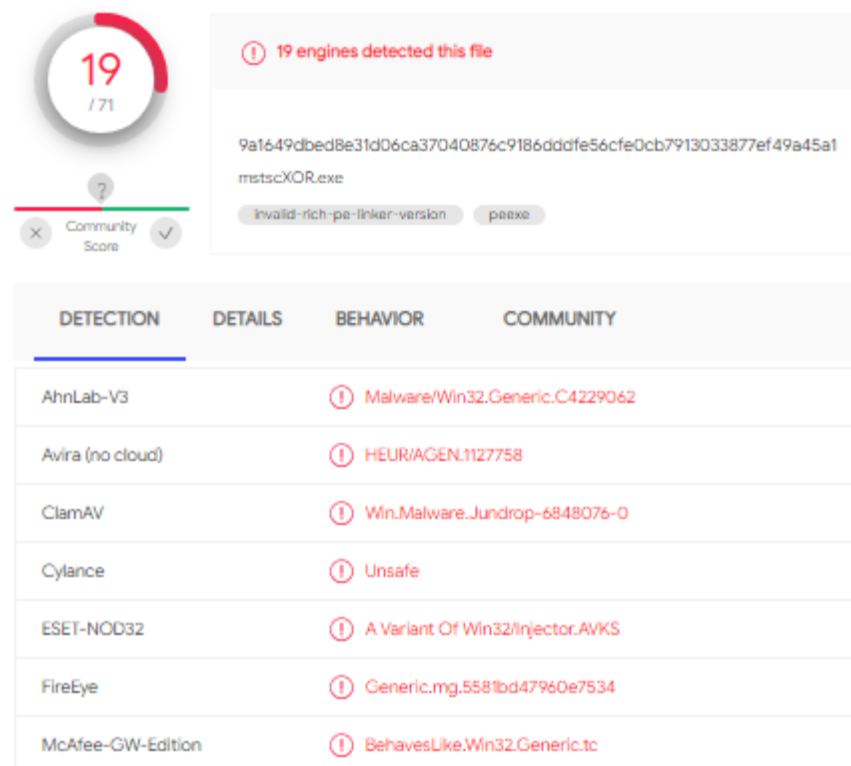 19
/ 71
19 engines detected this file
9a1649dbed8e31d06ca37040876c9186dddfe56cfe0cb7913033877ef49a45a1
mstscXOR.exe
invalid-rich-pe-linker-version peexe
?
Community
Score
DETECTION DETAILS BEHAVIOR COMMUNITY
AhnLab-V3 Malware/Win32.Generic.C4229062
Avira (no cloud) HEUR/AGEN.1127758
ClamAV Win.Malware.Jundrop-6848076-0
Cylance Unsafe
ESET-NOD32 A Variant Of Win32/Injector.AVKS
FireEye Generic.mg.5581bd47960e7534
McAfee-GW-Edition BehavesLike.Win32.Generic.tc